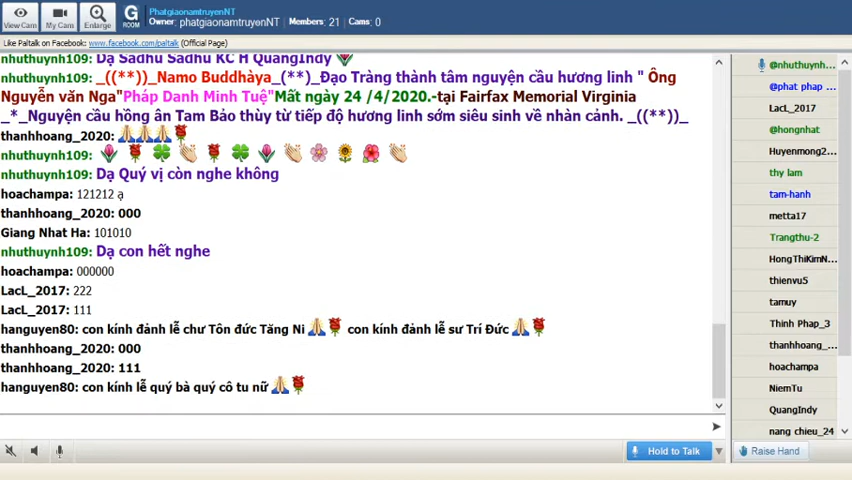 PhatgiaonamtruyenNT
Owner: phatgiaonamtruyenNT Members: 21 Cams: 0
View Cam My Cam Enlarge G ROOM
Like Paltalk on Facebook: www.facebook.com/paltalk (Official Page)
nhuthuynh109: Dạ Sadhu Sadhu KC H QuangIndy
nhuthuynh109: _((**))_Namo Buddhàya_(**)_Đạo Tràng thành tâm nguyện cầu hương linh " Ông
Nguyễn văn Nga"Pháp Danh Minh Tuệ"Mất ngày 24 /4/2020.-tại Fairfax Memorial Virginia
_*_Nguyện cầu hồng ân Tam Bảo thùy từ tiếp độ hương linh sớm siêu sinh về nhàn cảnh. _((**))_
thanhhoang_2020: 🙏🙏🙏🌹
nhuthuynh109: 🌷 🌹 🍀 👏 🌹 🍀 🌷 👏 🌸 🌻 🌺 👏
nhuthuynh109: Dạ Quý vị còn nghe không
hoachampa: 121212 ạ
thanhhoang_2020: 000
Giang Nhat Ha: 101010
nhuthuynh109: Dạ con hết nghe
hoachampa: 000000
LacL_2017: 222
LacL_2017: 111
hanguyen80: con kính đảnh lễ chư Tôn đức Tăng Ni 🙏🌹 con kính đảnh lễ sư Trí Đức 🙏🌹
thanhhoang_2020: 000
thanhhoang_2020: 111
hanguyen80: con kính lễ quý bà quý cô tu nữ 🙏🌹
Hold to Talk
@nhuthuynh...
@phat phap ...
LacL_2017
@hongnhat
Huyenmong2...
thy lam
tam-hanh
metta17
Trangthu-2
HongThiKimN...
thienvu5
tamuy
Thinh Phap_3
thanhhoang_...
hoachampa
NiemTu
QuangIndy
nang chieu_24
Raise Hand